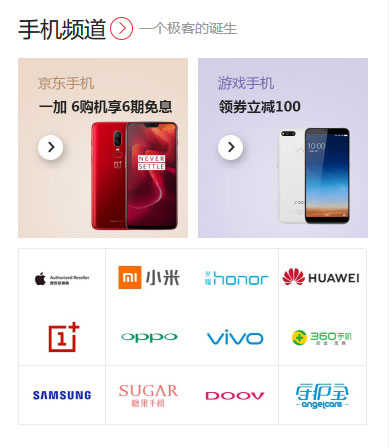 手机频道 一个极客的诞生
京东手机
一加 6购机享6期免息
NEVER
SETTLE
游戏手机
领券立减100
Authorized Reseller
授权经销商
mi 小米
荣耀 honor
HUAWEI
1+
oppo
vivo
360手机
安全·无界
SAMSUNG
SUGAR
糖果手机
DOOV
守护宝
angelcare